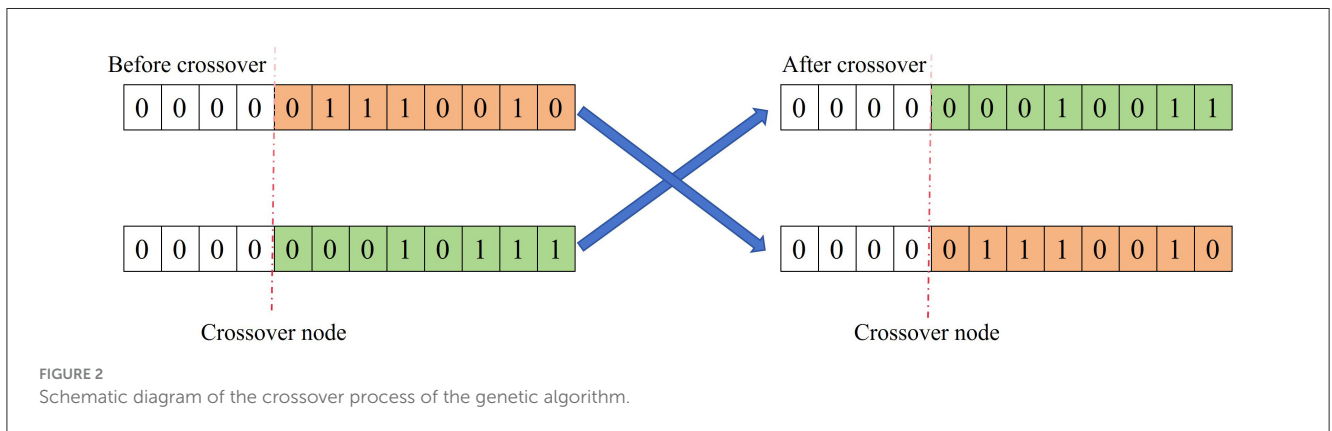 Before crossover
After crossover
0 0 0 0 0 1 1 1 0 0 1 0
0 0 0 0 0 0 0 1 0 0 1 1
0 0 0 0 0 0 0 1 0 1 1 1
0 0 0 0 0 1 1 1 0 0 1 0
Crossover node
Crossover node
FIGURE 2
Schematic diagram of the crossover process of the genetic algorithm.